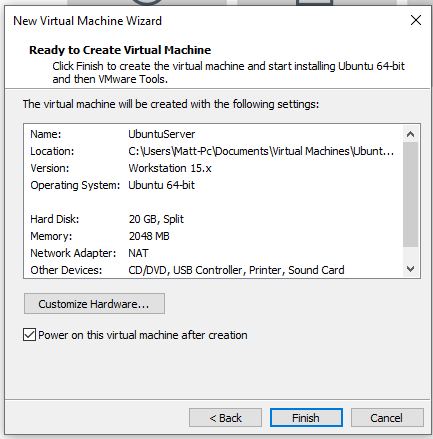 New Virtual Machine Wizard
Ready to Create Virtual Machine
Click Finish to create the virtual machine and start installing Ubuntu 64-bit
and then VMware Tools.
The virtual machine will be created with the following settings:
Name: UbuntuServer
Location: C:\Users\Matt-Pc\Documents\Virtual Machines\Ubunt...
Version: Workstation 15.x
Operating System: Ubuntu 64-bit
Hard Disk: 20 GB, Split
Memory: 2048 MB
Network Adapter: NAT
Other Devices: CD/DVD, USB Controller, Printer, Sound Card
Customize Hardware...
Power on this virtual machine after creation
< Back Finish Cancel